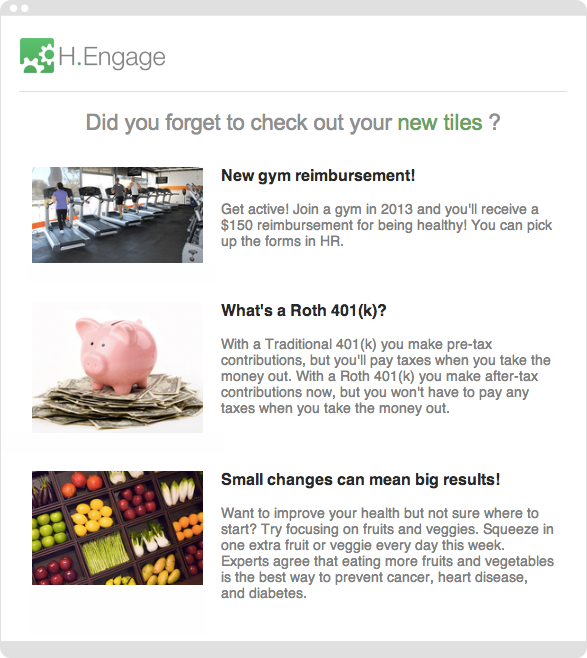 H.Engage
Did you forget to check out your new tiles ?
New gym reimbursement!
Get active! Join a gym in 2013 and you'll receive a
$150 reimbursement for being healthy! You can pick
up the forms in HR.
What's a Roth 401(k)?
With a Traditional 401(k) you make pre-tax
contributions, but you'll pay taxes when you take the
money out. With a Roth 401(k) you make after-tax
contributions now, but you won't have to pay any
taxes when you take the money out.
Small changes can mean big results!
Want to improve your health but not sure where to
start? Try focusing on fruits and veggies. Squeeze in
one extra fruit or veggie every day this week.
Experts agree that eating more fruits and vegetables
is the best way to prevent cancer, heart disease,
and diabetes.